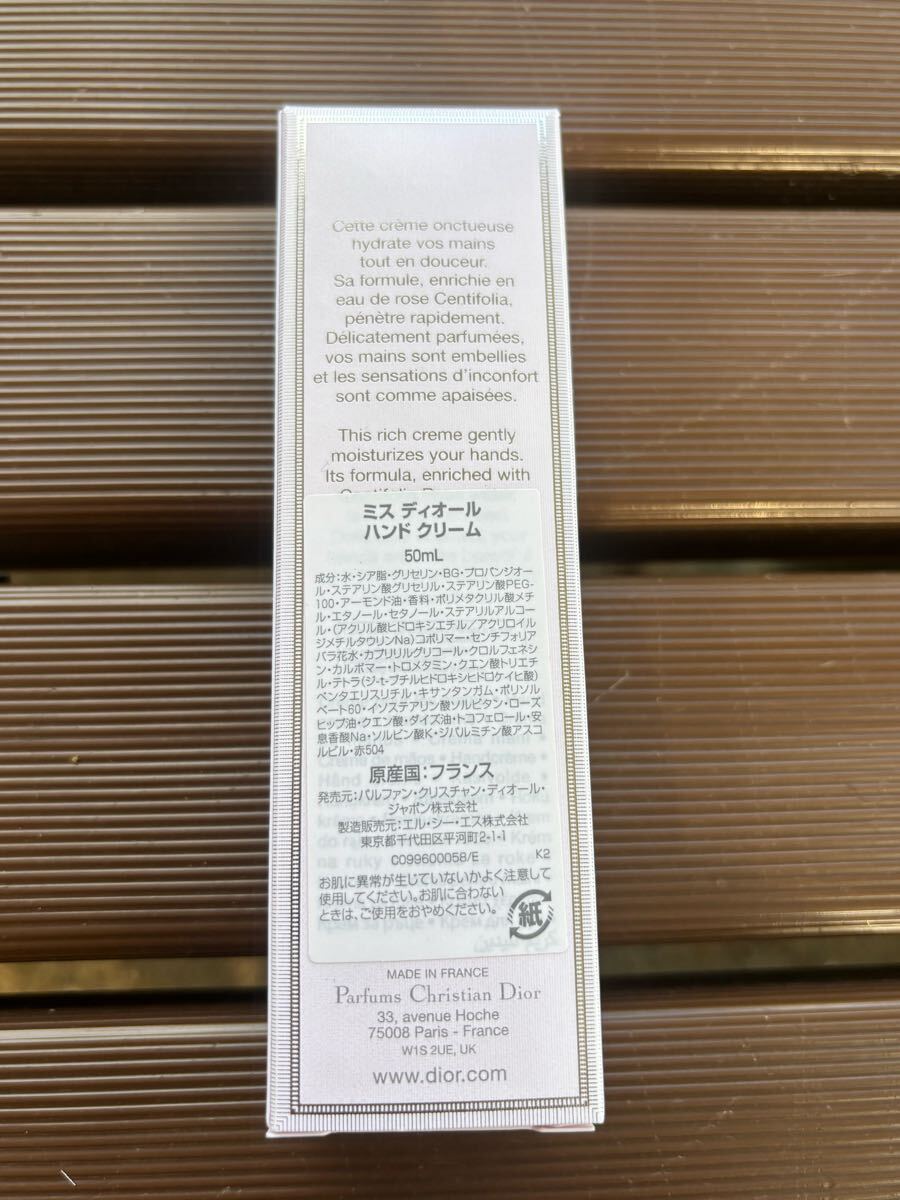 Cette crème onctueuse
hydrate vos mains
tout en douceur.
Sa formule, enrichie en
eau de rose Centifolia,
pénètre rapidement.
Délicatement parfumées,
vos mains sont embellies
et les sensations d'inconfort
sont comme apaisées.
This rich creme gently
moisturizes your hands.
Its formula, enriched with
ミス ディオール
ハンド クリーム
50mL
成分:水・シア脂・グリセリン・BG・プロパンジオー
ル・ステアリン酸グリセリル・ステアリン酸PEG-
100・アーモンド油・香料・ポリメタクリル酸メチ
ル・エタノール・セタノール・ステアリルアルコー
ル・(アクリル酸ヒドロキシエチル/アクリロイル
ジメチルタウリンNa)コポリマー・センチフォリア
バラ花水・カプリリルグリコール・クロルフェネシ
ン・カルボマー・トロメタミン・クエン酸トリエチ
ル・テトラ(ジ-t-ブチルヒドロキシヒドロケイヒ酸)
ペンタエリスリチル・キサンタンガム・ポリソル
ベート60・イソステアリン酸ソルビタン・ローズ
ヒップ油・クエン酸・ダイズ油・トコフェロール・安
息香酸Na・ソルビン酸K・ジパルミチン酸アスコ
ルビル・赤504
原産国:フランス
発売元:パルファン・クリスチャン・ディオール・
ジャポン株式会社
製造販売元:エル・シー・エス株式会社
東京都千代田区平河町2-1-1
C099600058/E K2
お肌に異常が生じていないかよく注意して
使用してください。お肌に合わない
ときは、ご使用をおやめください。
紙
MADE IN FRANCE
Parfums Christian Dior
33, avenue Hoche
75008 Paris - France
W1S 2UE, UK
www.dior.com